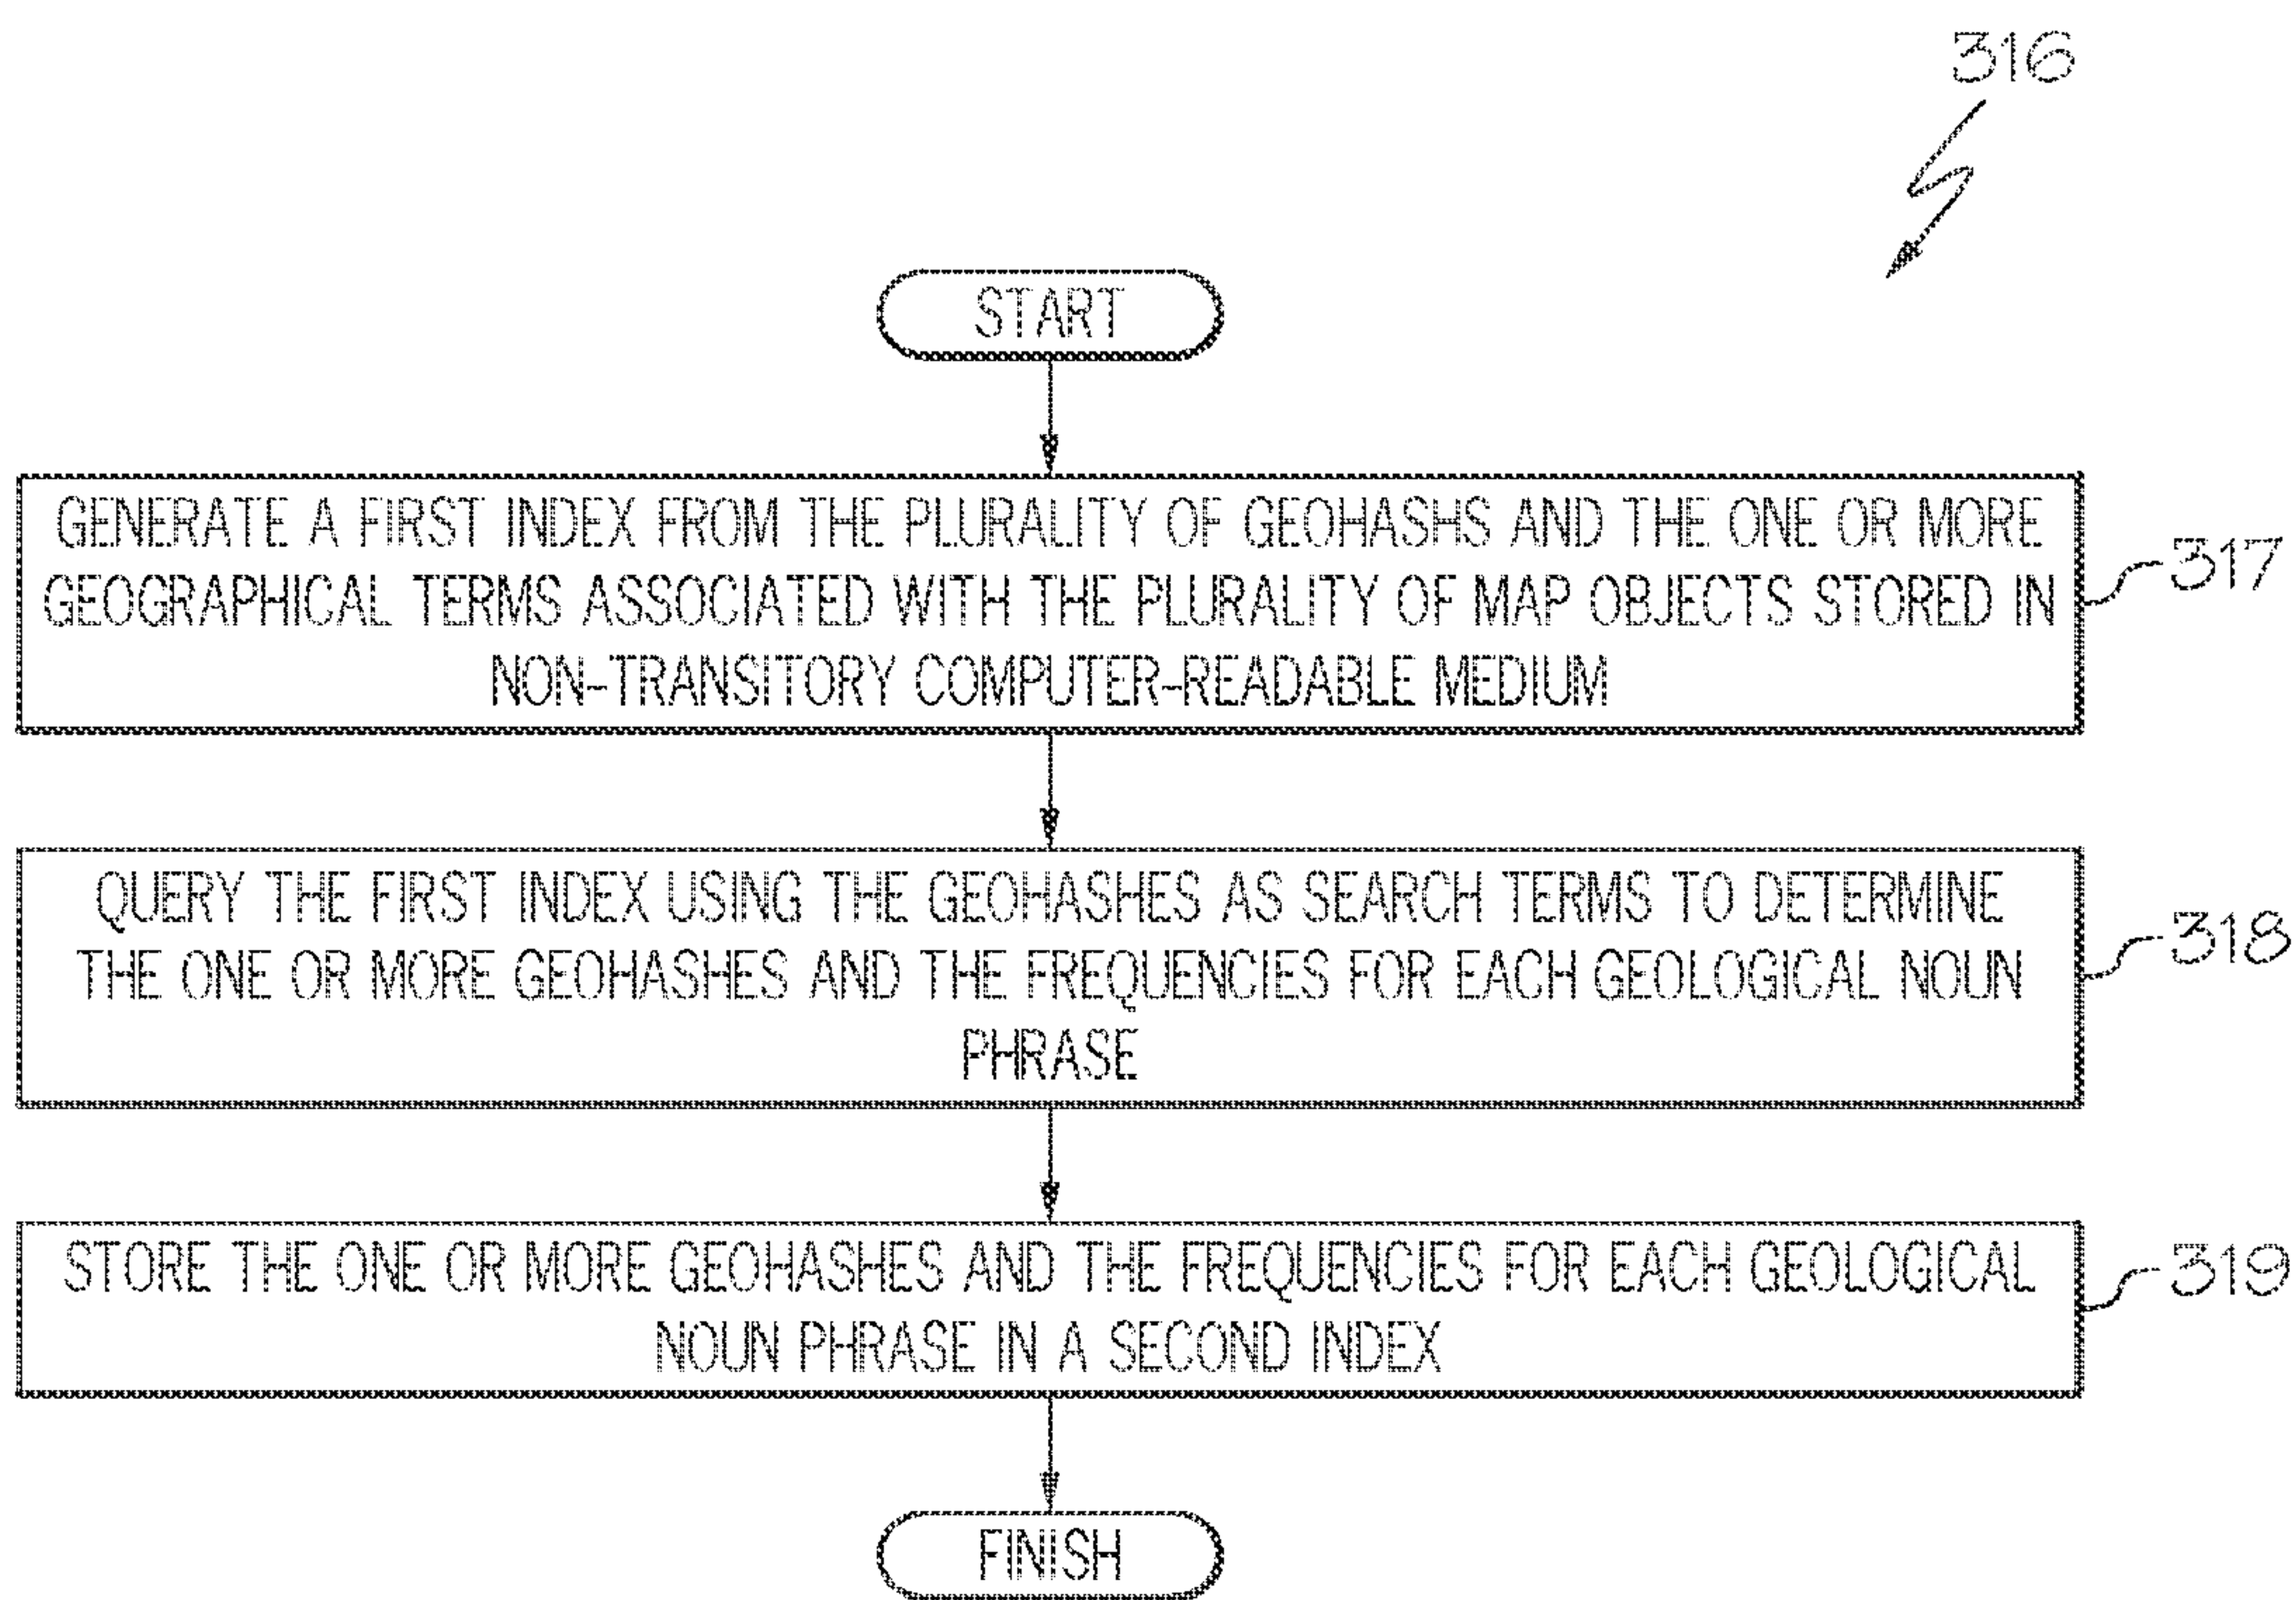 316
START
GENERATE A FIRST INDEX FROM THE PLURALITY OF GEOHASHS AND THE ONE OR MORE
GEOGRAPHICAL TERMS ASSOCIATED WITH THE PLURALITY OF MAP OBJECTS STORED IN
NON-TRANSITORY COMPUTER-READABLE MEDIUM
317
QUERY THE FIRST INDEX USING THE GEOHASHES AS SEARCH TERMS TO DETERMINE
THE ONE OR MORE GEOHASHES AND THE FREQUENCIES FOR EACH GEOLOGICAL NOUN
PHRASE
318
STORE THE ONE OR MORE GEOHASHES AND THE FREQUENCIES FOR EACH GEOLOGICAL
NOUN PHRASE IN A SECOND INDEX
319
FINISH